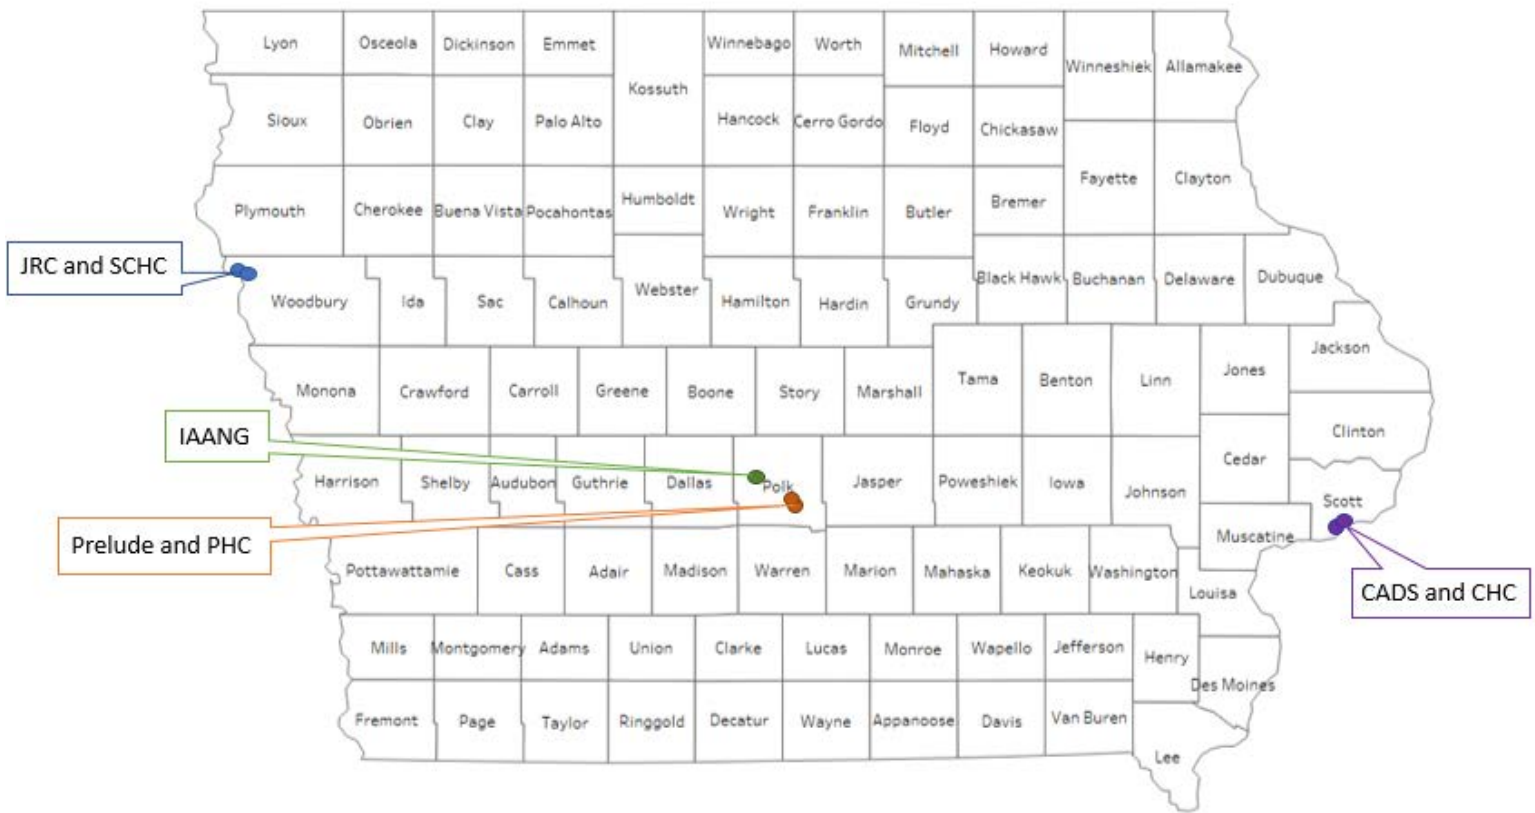 Lyon Osceola Dickinson Emmet Winnebago Worth Mitchell Howard
Winneshiek Allamakee
Kossuth
Sioux Obrien Clay Palo Alto Hancock Cerro Gordo Floyd Chickasaw
Fayette Clayton
Plymouth Cherokee Buena Vista Pocahontas Humboldt Wright Franklin Butler Bremer
JRC and SCHC
Woodbury Ida Sac Calhoun Webster Hamilton Hardin Grundy Black Hawk Buchanan Delaware Dubuque
Monona Crawford Carroll Greene Boone Story Marshall Tama Benton Linn Jones Jackson
IAANG
Clinton
Harrison Shelby Audubon Guthrie Dallas Polk Jasper Poweshiek Iowa Johnson Cedar Scott
Prelude and PHC
Muscatine
Pottawattamie Cass Adair Madison Warren Marion Mahaska Keokuk Washington Louisa
CADS and CHC
Mills Montgomery Adams Union Clarke Lucas Monroe Wapello Jefferson Henry
Des Moines
Fremont Page Taylor Ringgold Decatur Wayne Appanoose Davis Van Buren
Lee